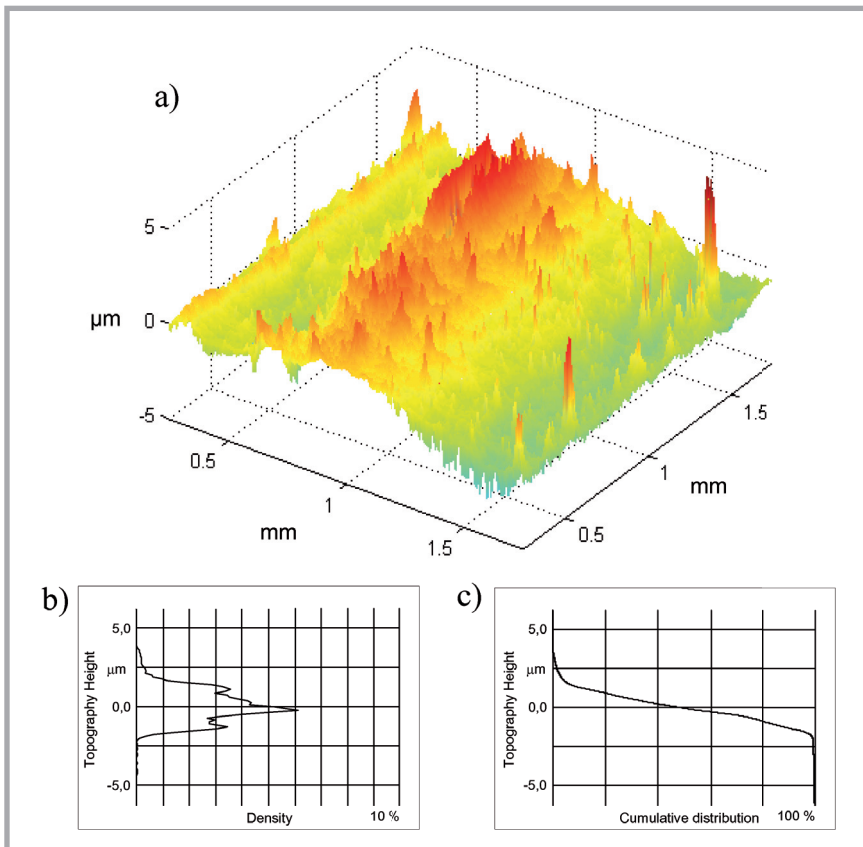 a)
5
µm
0
-5
0.5
1
1.5
mm
0.5
1
1.5
mm
b)
5,0
µm
0,0
-5,0
Topography Height
Density
10 %
c)
5,0
µm
0,0
-5,0
Topography Height
Cumulative distribution
100 %